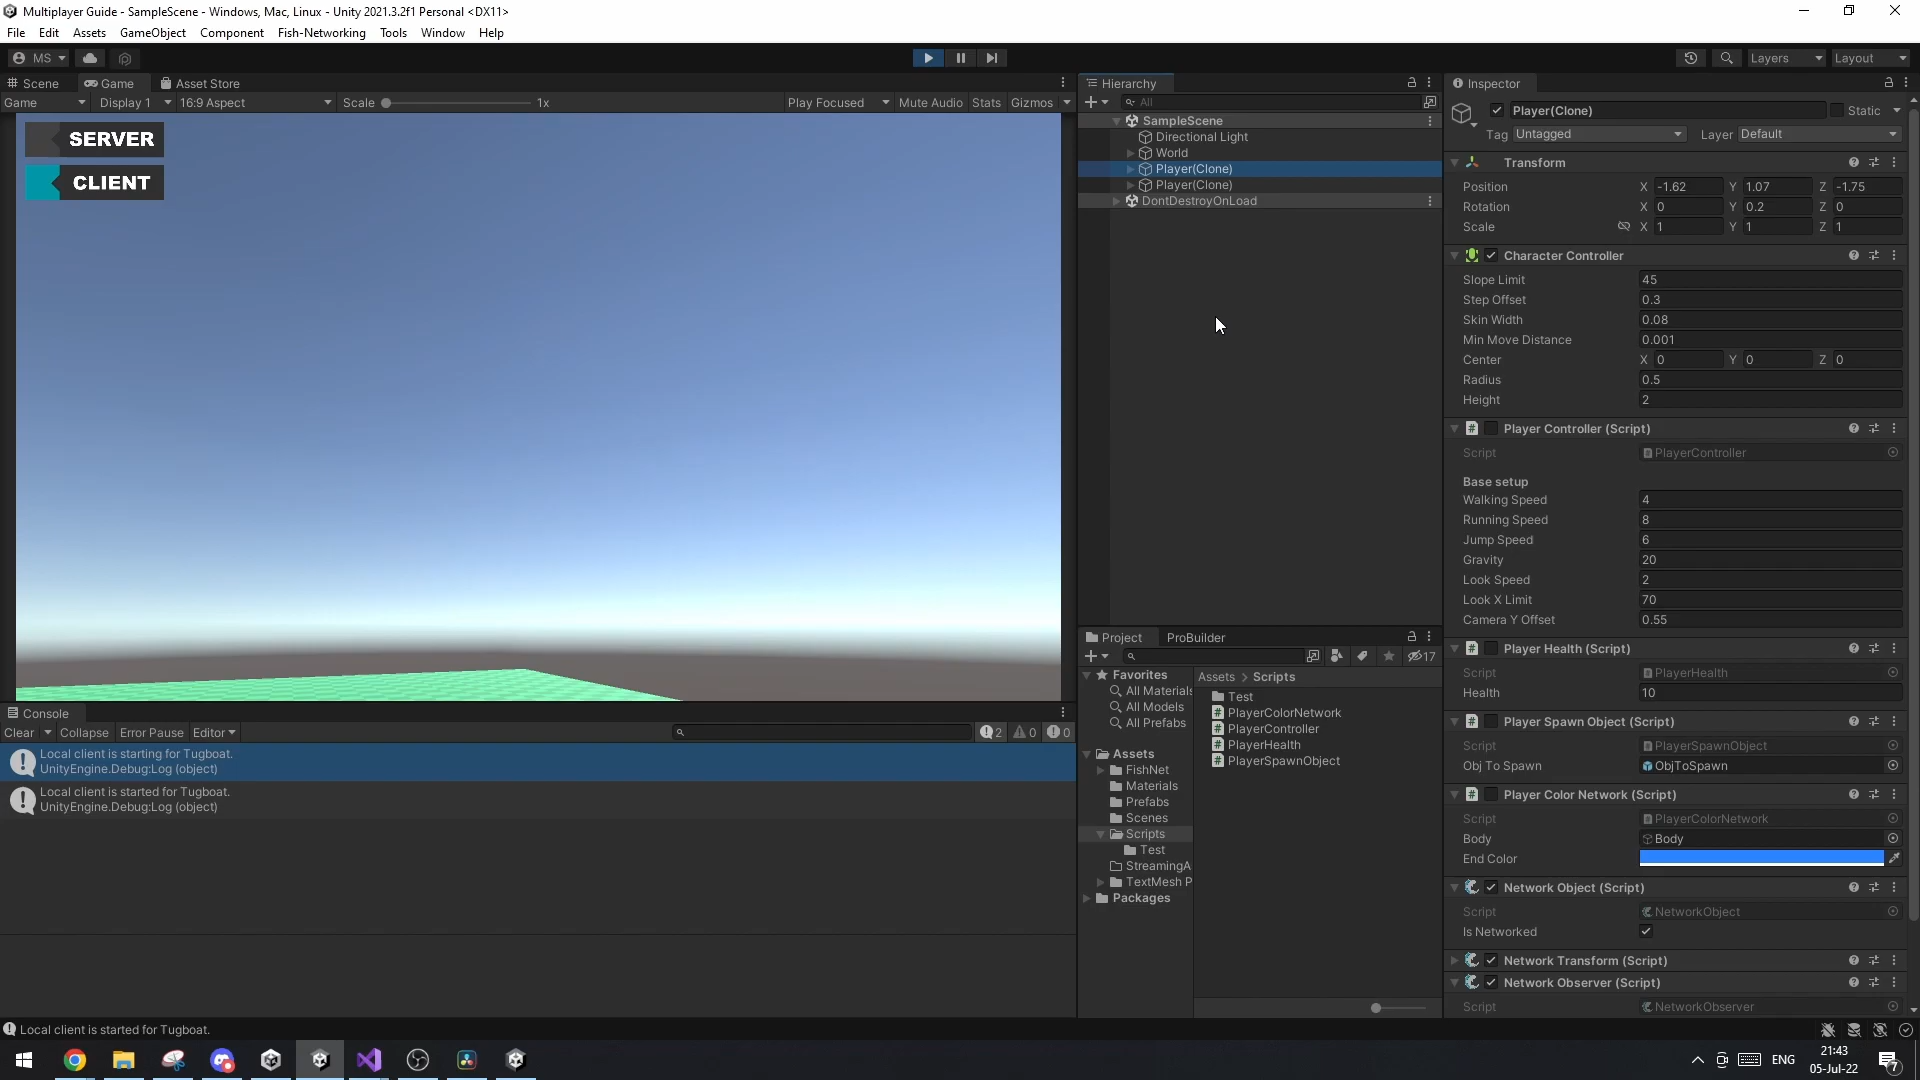 Multiplayer Guide - SampleScene - Windows, Mac, Linux - Unity 2021.3.2f1 Personal <DX11>
File Edit Assets GameObject Component Fish-Networking Tools Window Help
MS Layers Layout
Scene Game Asset Store
Game Display 1 16:9 Aspect Scale 1x Play Focused Mute Audio Stats Gizmos
SERVER
CLIENT
Hierarchy
All
SampleScene
Directional Light
World
Player(Clone)
Player(Clone)
DontDestroyOnLoad
Inspector
Player(Clone) Static
Tag Untagged Layer Default
Transform
Position X -1.62 Y 1.07 Z -1.75
Rotation X 0 Y 0.2 Z 0
Scale X 1 Y 1 Z 1
Character Controller
Slope Limit 45
Step Offset 0.3
Skin Width 0.08
Min Move Distance 0.001
Center X 0 Y 0 Z 0
Radius 0.5
Height 2
Player Controller (Script)
Script PlayerController
Base setup
Walking Speed 4
Running Speed 8
Jump Speed 6
Gravity 20
Look Speed 2
Look X Limit 70
Camera Y Offset 0.55
Player Health (Script)
Script PlayerHealth
Health 10
Player Spawn Object (Script)
Script PlayerSpawnObject
Obj To Spawn ObjToSpawn
Player Color Network (Script)
Script PlayerColorNetwork
Body Body
End Color
Network Object (Script)
Script NetworkObject
Is Networked
Network Transform (Script)
Network Observer (Script)
Script NetworkObserver
Project ProBuilder
17
Favorites
All Materials
All Models
All Prefabs
Assets
FishNet
Materials
Prefabs
Scenes
Scripts
Test
StreamingA
TextMesh P
Packages
Assets > Scripts
Test
PlayerColorNetwork
PlayerController
PlayerHealth
PlayerSpawnObject
Console
Clear Collapse Error Pause Editor 2 0 0
Local client is starting for Tugboat.
UnityEngine.Debug:Log (object)
Local client is started for Tugboat.
UnityEngine.Debug:Log (object)
Local client is started for Tugboat.
ENG 21:43
05-Jul-22 7